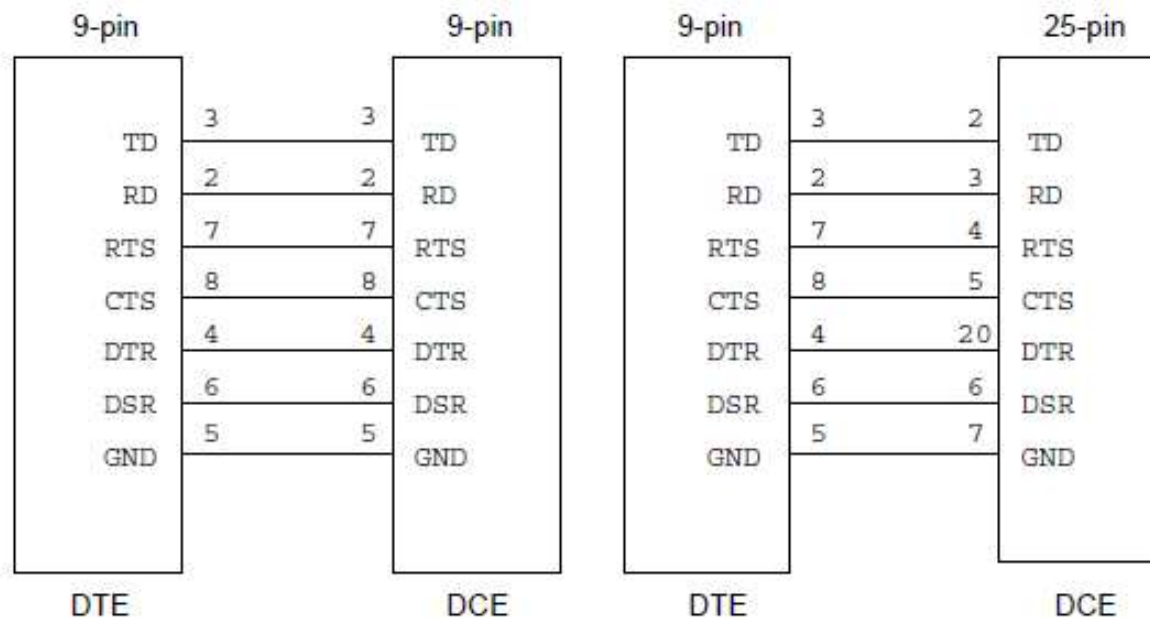 9-pin 9-pin 9-pin 25-pin
3 3 3 2
TD TD TD TD
2 2 2 3
RD RD RD RD
7 7 7 4
RTS RTS RTS RTS
8 8 8 5
CTS CTS CTS CTS
4 4 4 20
DTR DTR DTR DTR
6 6 6 6
DSR DSR DSR DSR
5 5 5 7
GND GND GND GND
DTE DCE DTE DCE